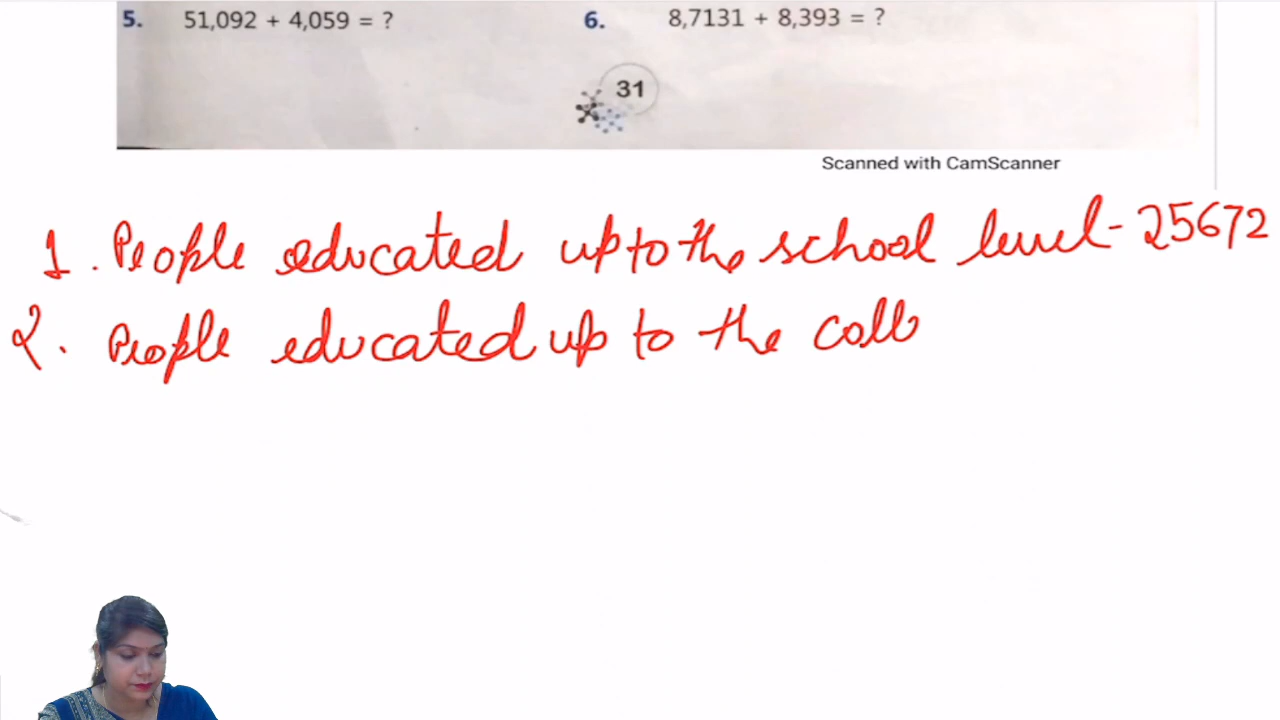 5. 51,092 + 4,059 = ? 6. 8,7131 + 8,393 = ?
31
Scanned with CamScanner
1. People educated up to the school level - 25672
2. People educated up to the coll